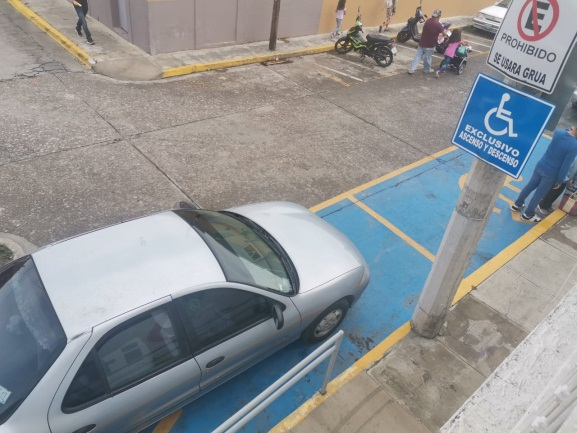 E
PROHIBIDO
SE USARA GRUA
EXCLUSIVO
ASCENSO Y DESCENSO